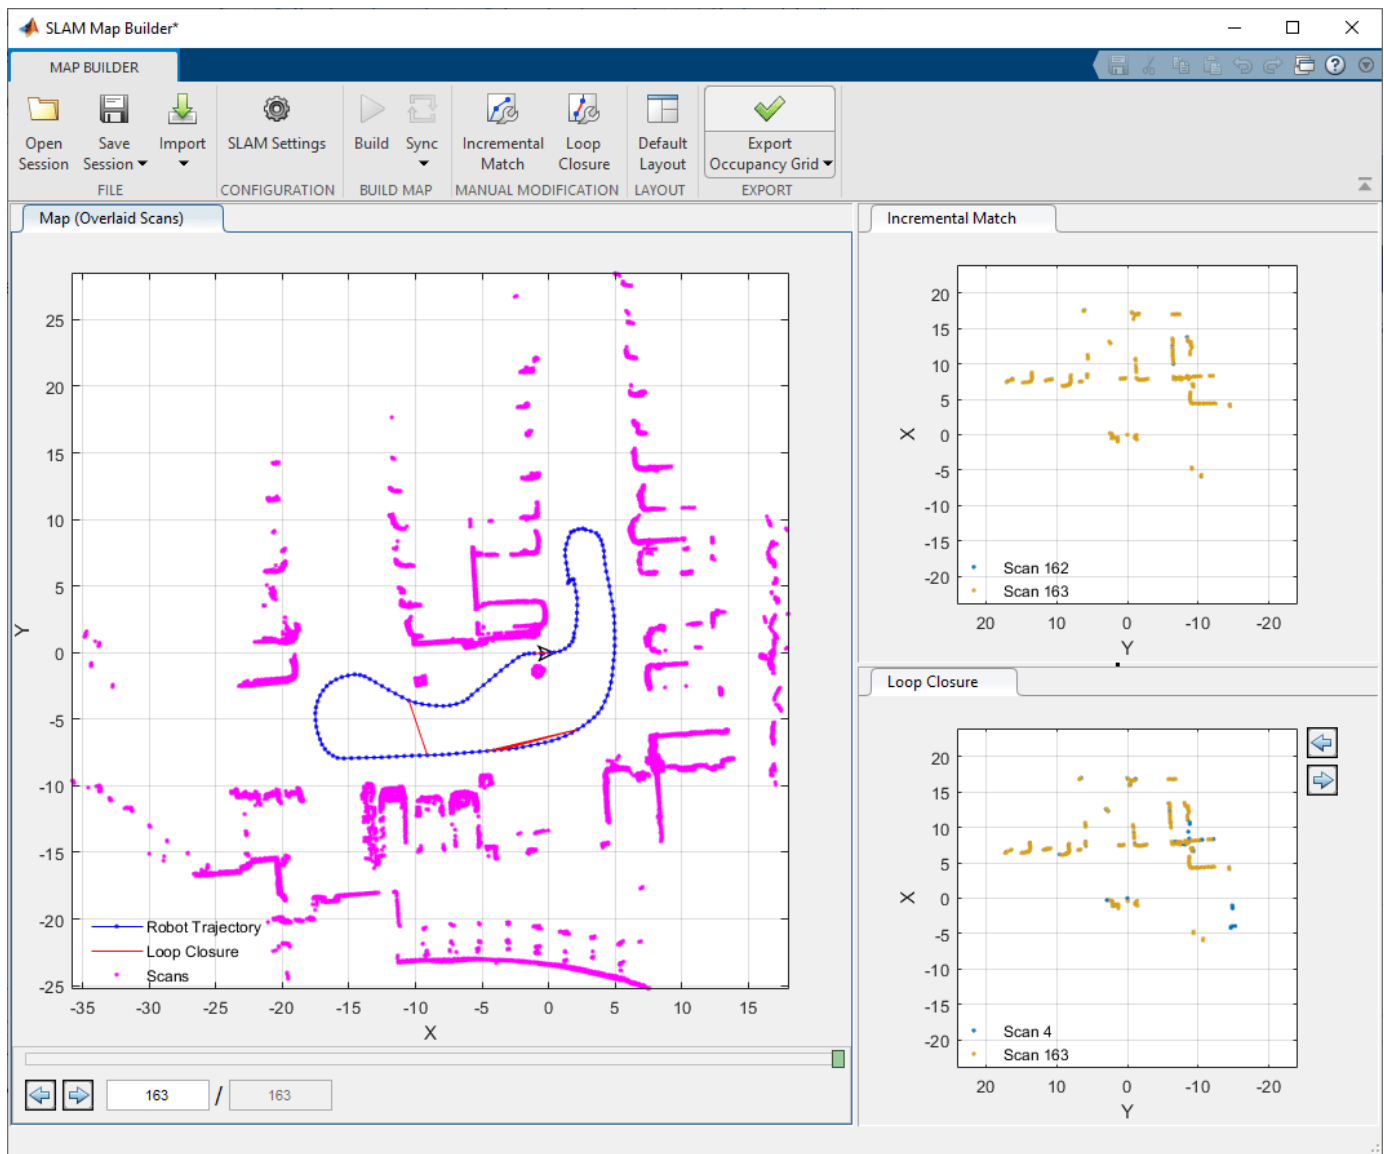 SLAM Map Builder*
MAP BUILDER
Open Session
Save Session
Import
SLAM Settings
Build
Sync
Incremental Match
Loop Closure
Default Layout
Export Occupancy Grid
FILE
CONFIGURATION
BUILD MAP
MANUAL MODIFICATION
LAYOUT
EXPORT
Map (Overlaid Scans)
25
20
15
10
5
0
-5
-10
-15
-20
-25
Y
Robot Trajectory
Loop Closure
Scans
-35 -30 -25 -20 -15 -10 -5 0 5 10 15
X
163 / 163
Incremental Match
20
15
10
5
0
-5
-10
-15
-20
X
Scan 162
Scan 163
20 10 0 -10 -20
Y
Loop Closure
20
15
10
5
0
-5
-10
-15
-20
X
Scan 4
Scan 163
20 10 0 -10 -20
Y